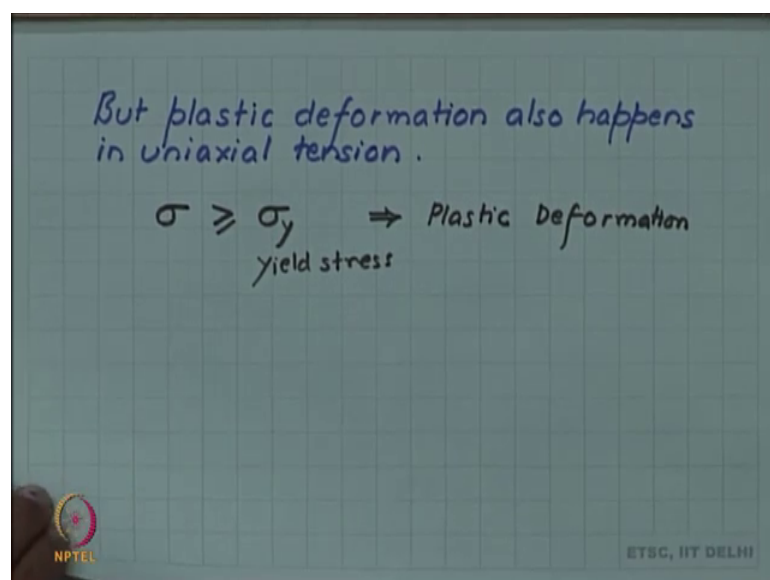 But plastic deformation also happens
in uniaxial tension.
σ ≥ σy ⇒ Plastic Deformation
yield stress
NPTEL
ETSC, IIT DELHI